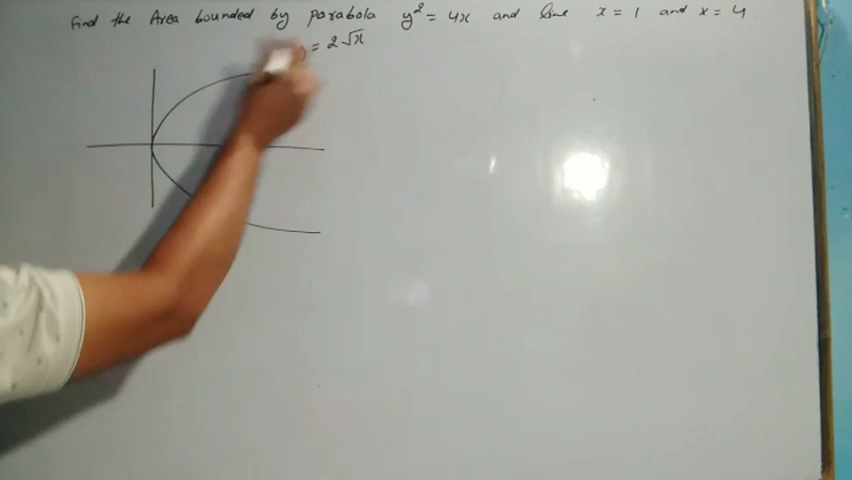 Find the Area bounded by parabola y² = 4x and line x = 1 and x = 4
= 2√x